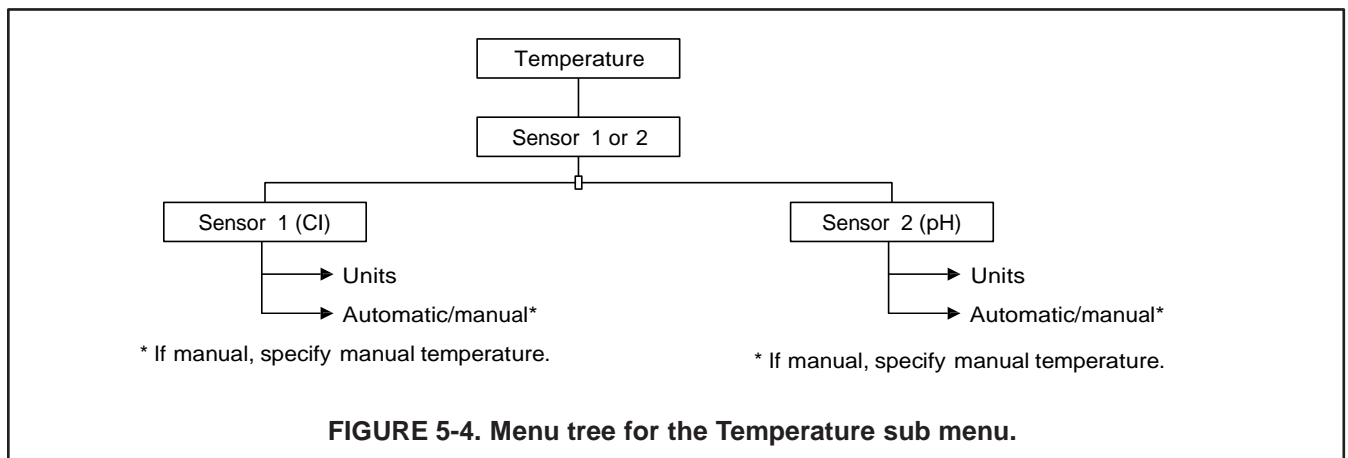 Temperature
Sensor 1 or 2
Sensor 1 (Cl)
Units
Automatic/manual*
* If manual, specify manual temperature.
Sensor 2 (pH)
Units
Automatic/manual*
* If manual, specify manual temperature.
FIGURE 5-4. Menu tree for the Temperature sub menu.